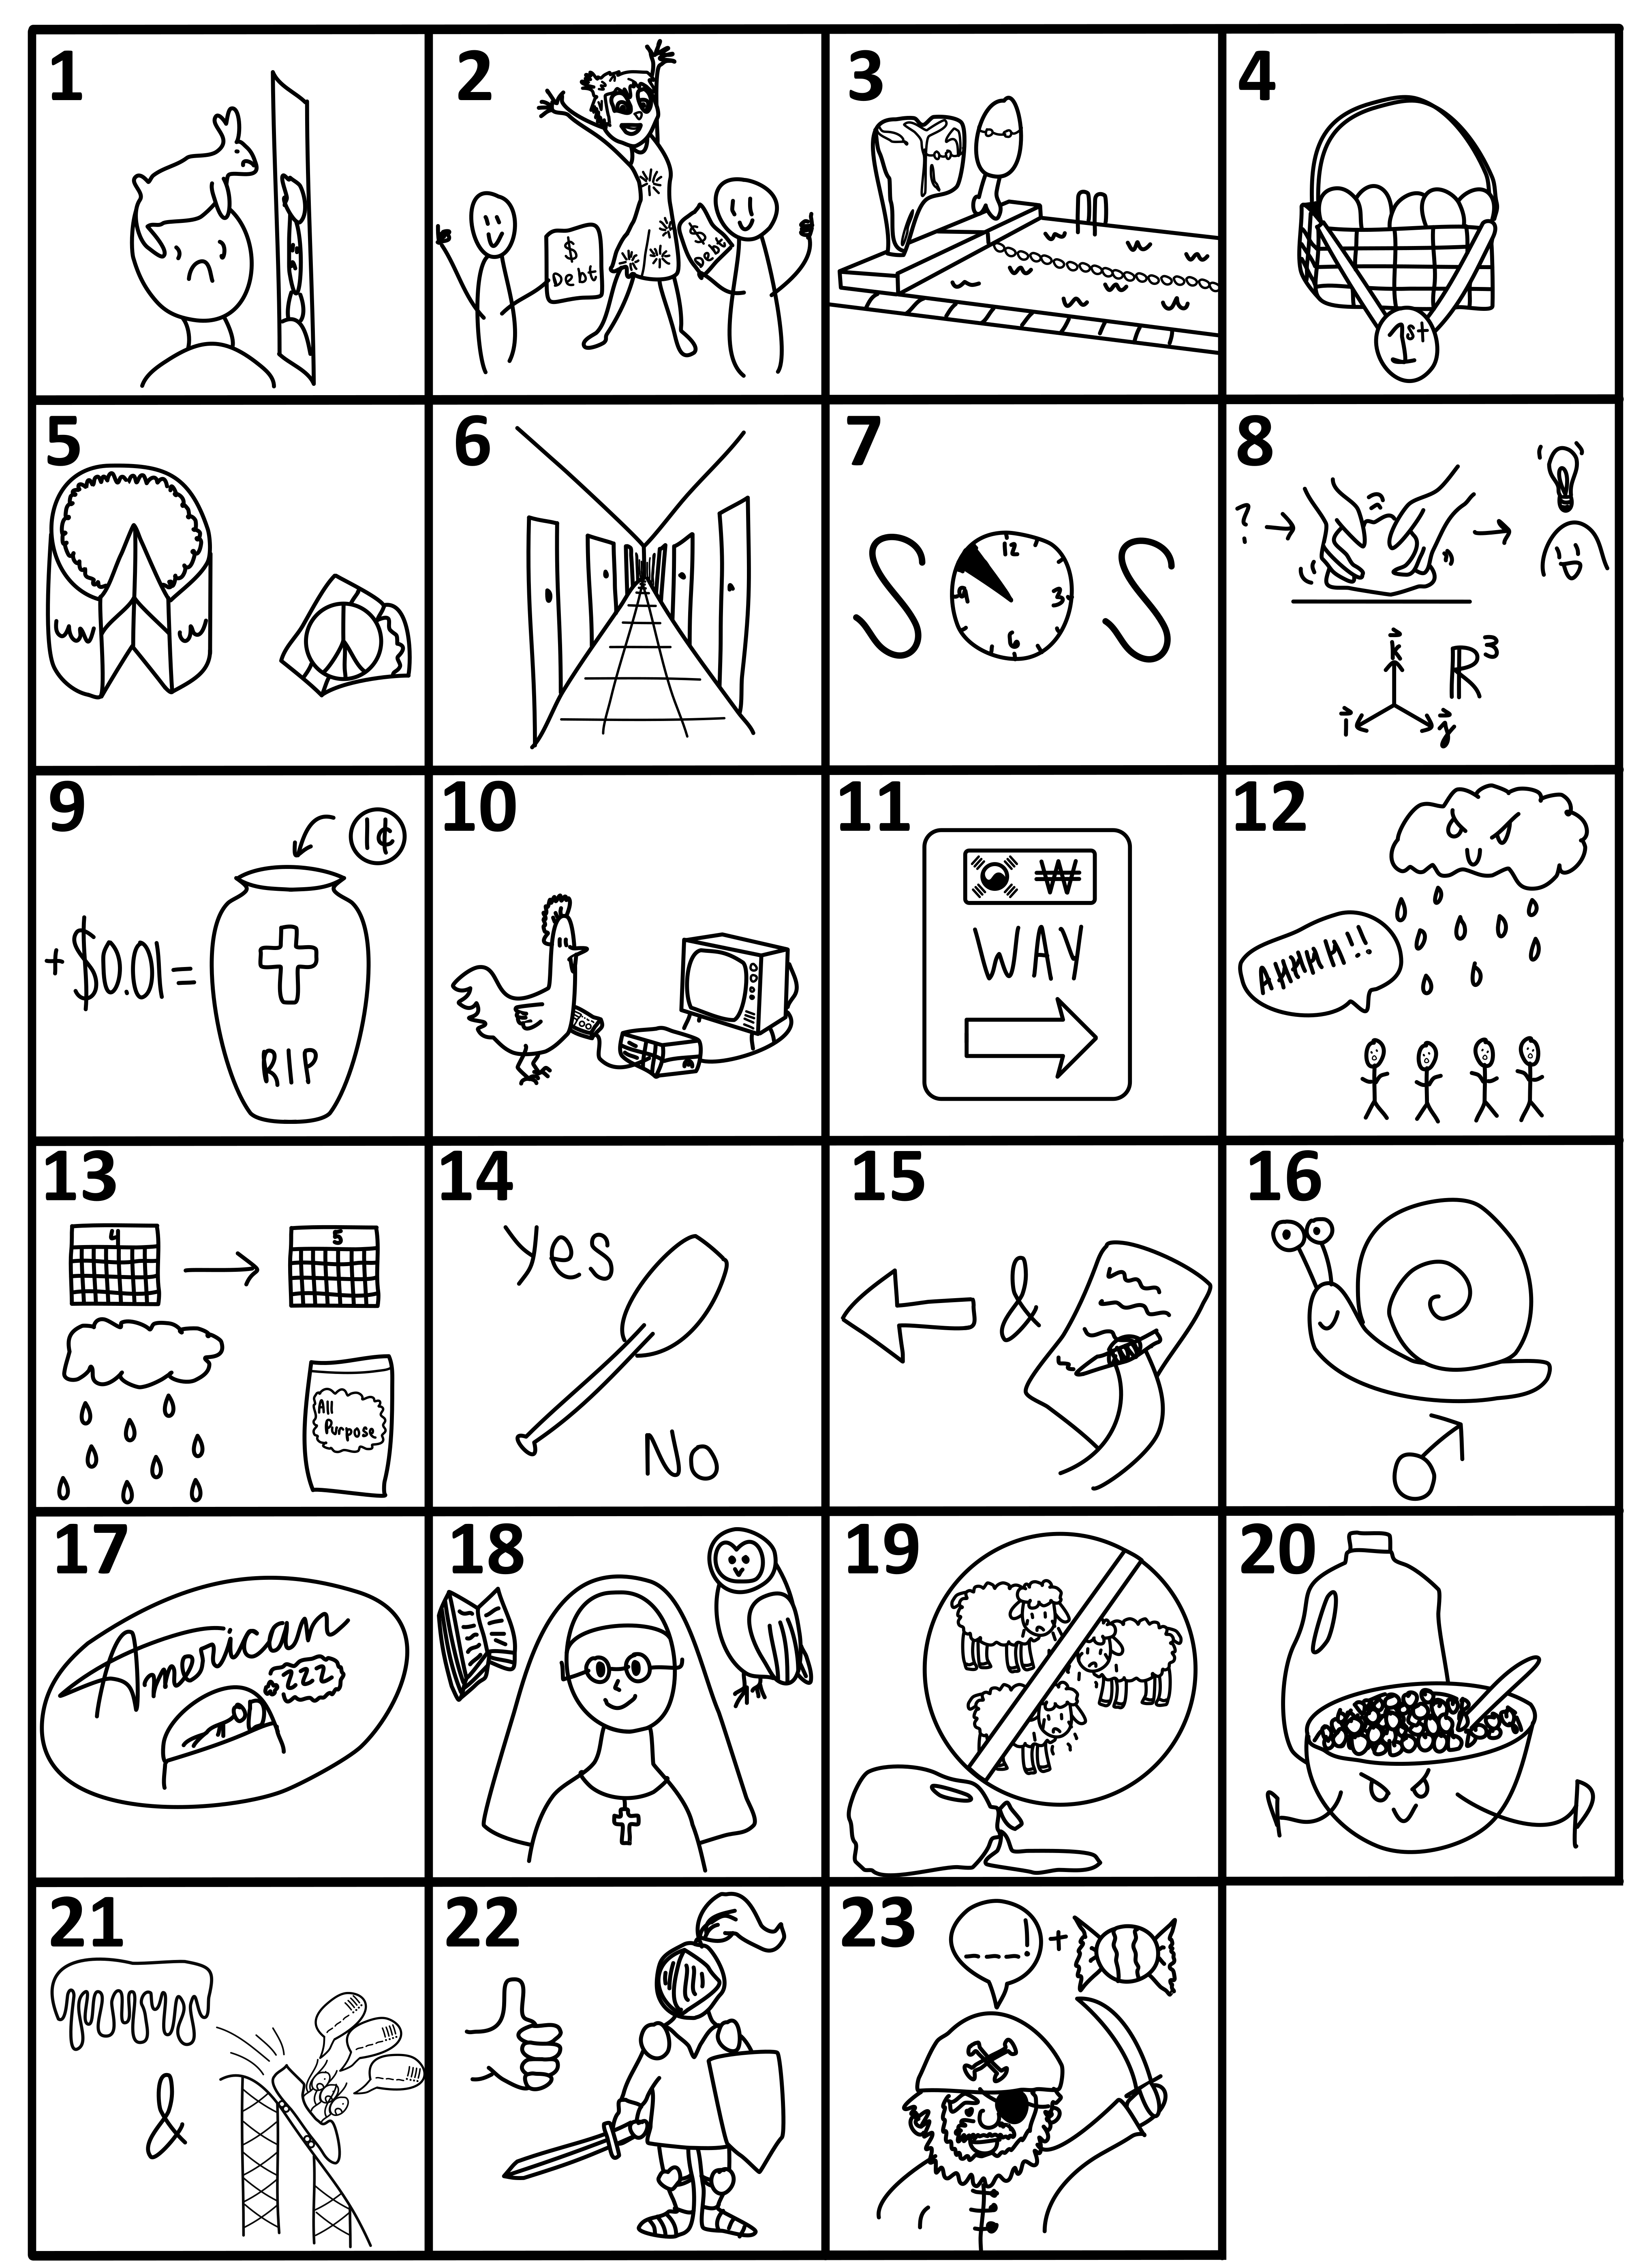 1
2
$
Debt
$
Debt
3
4
1st
5
6
7
S
12
9
3
6
S
8
?
k
R³
i
j
9
1¢
+$0.01=
RIP
10
11
₩
WAY
12
AHHHH!!
13
4
5
All
Purpose
14
Yes
No
15
&
16
17
American
zzz
18
19
20
21
&
22
23
____!
+